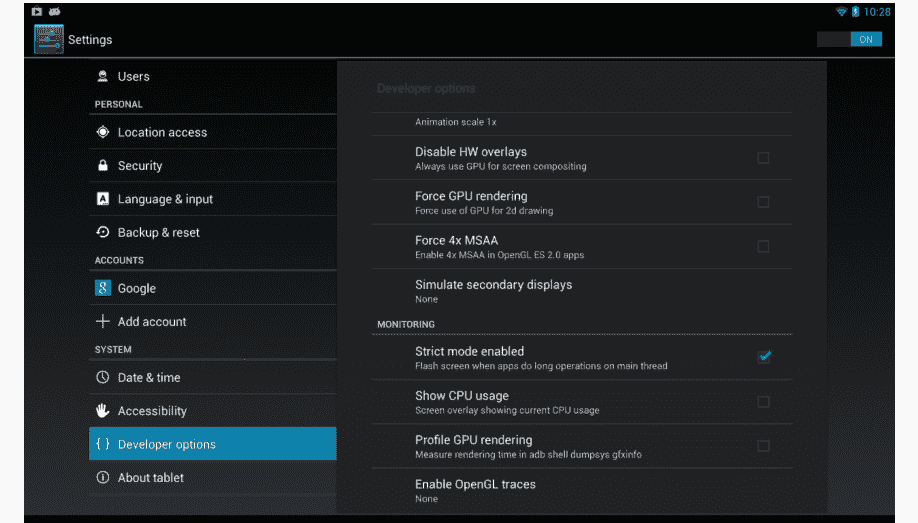 10:28
Settings
ON
Users
PERSONAL
Location access
Security
Language & input
Backup & reset
ACCOUNTS
Google
Add account
SYSTEM
Date & time
Accessibility
Developer options
About tablet
Developer options
Animation scale 1x
Disable HW overlays
Always use GPU for screen compositing
Force GPU rendering
Force use of GPU for 2d drawing
Force 4x MSAA
Enable 4x MSAA in OpenGL ES 2.0 apps
Simulate secondary displays
None
MONITORING
Strict mode enabled
Flash screen when apps do long operations on main thread
Show CPU usage
Screen overlay showing current CPU usage
Profile GPU rendering
Measure rendering time in adb shell dumpsys gfxinfo
Enable OpenGL traces
None